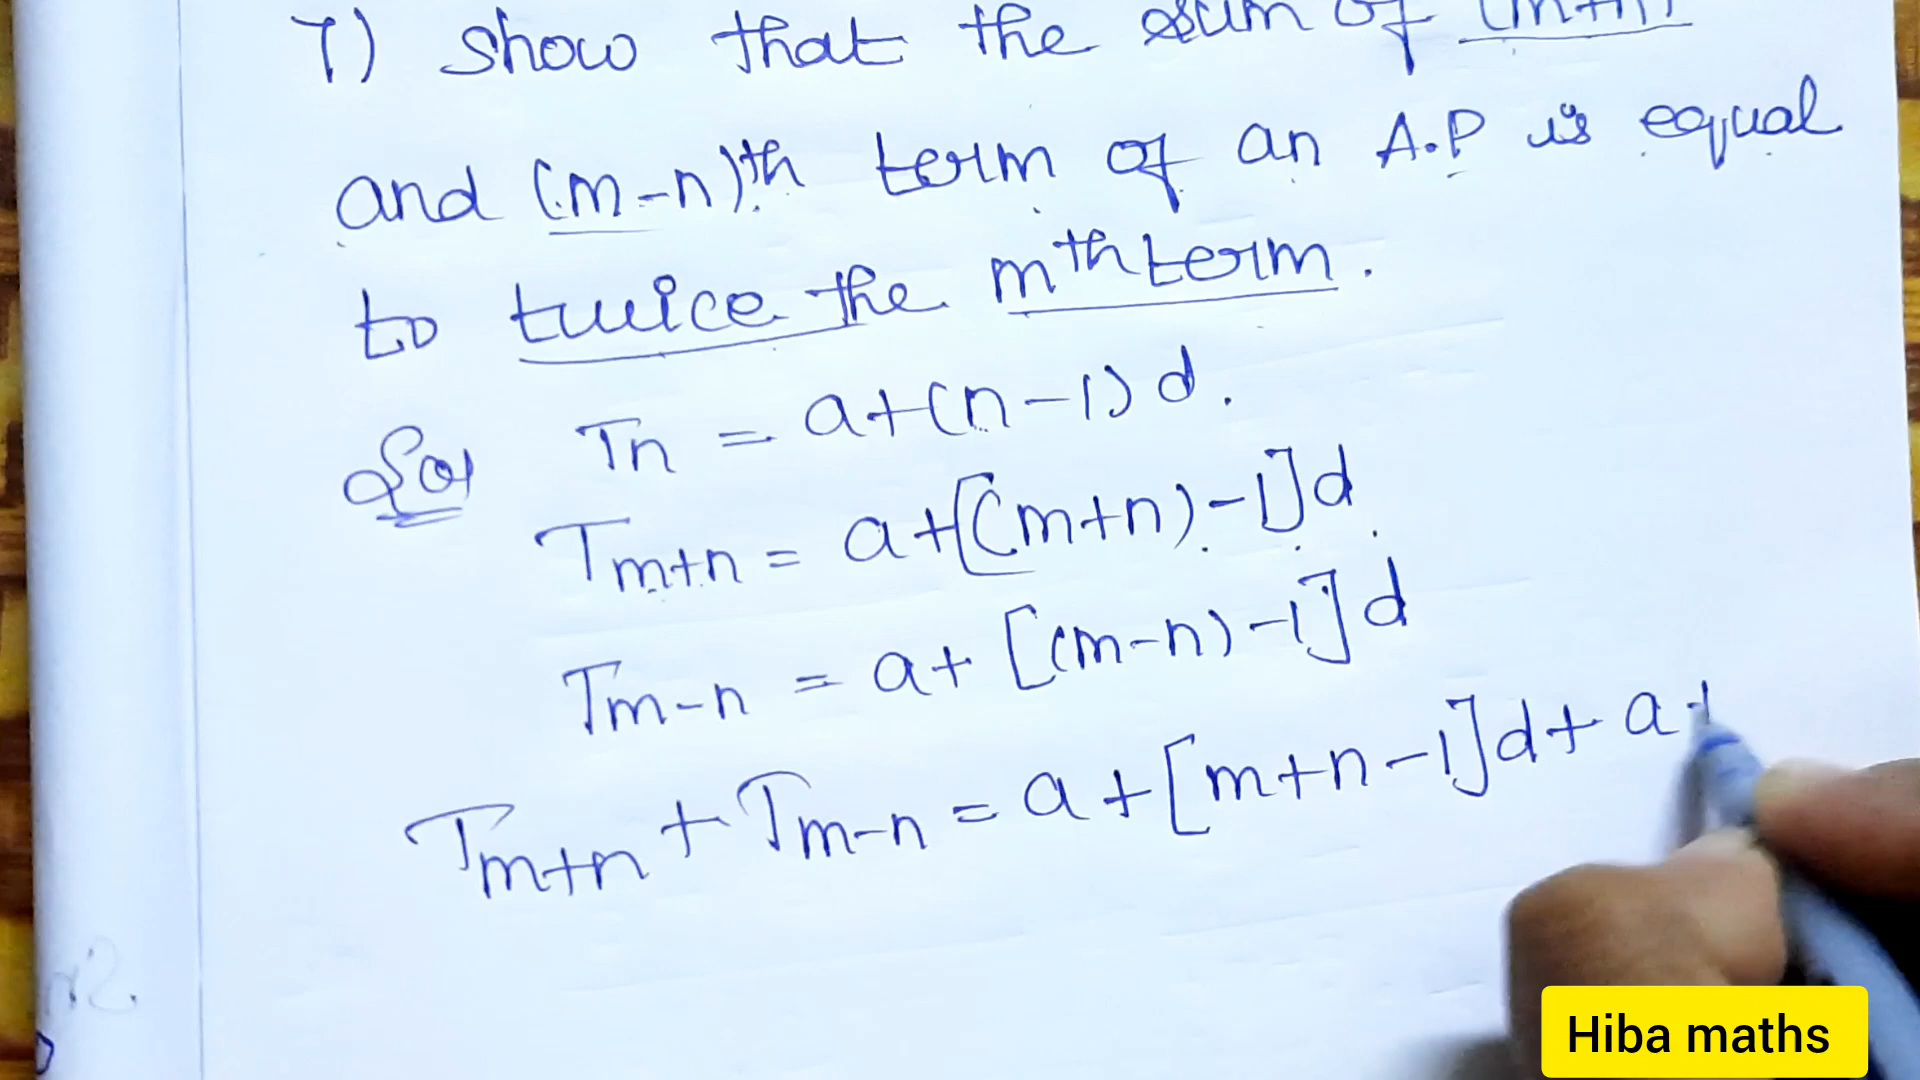 7) show that the sum of (m+n)
and (m-n)th term of an A.P is equal
to twice the mth term.
Sol Tn = a+(n-1)d.
Tm+n = a+[(m+n)-1]d
Tm-n = a+[(m-n)-1]d
Tm+n + Tm-n = a+[m+n-1]d + a+
Hiba maths